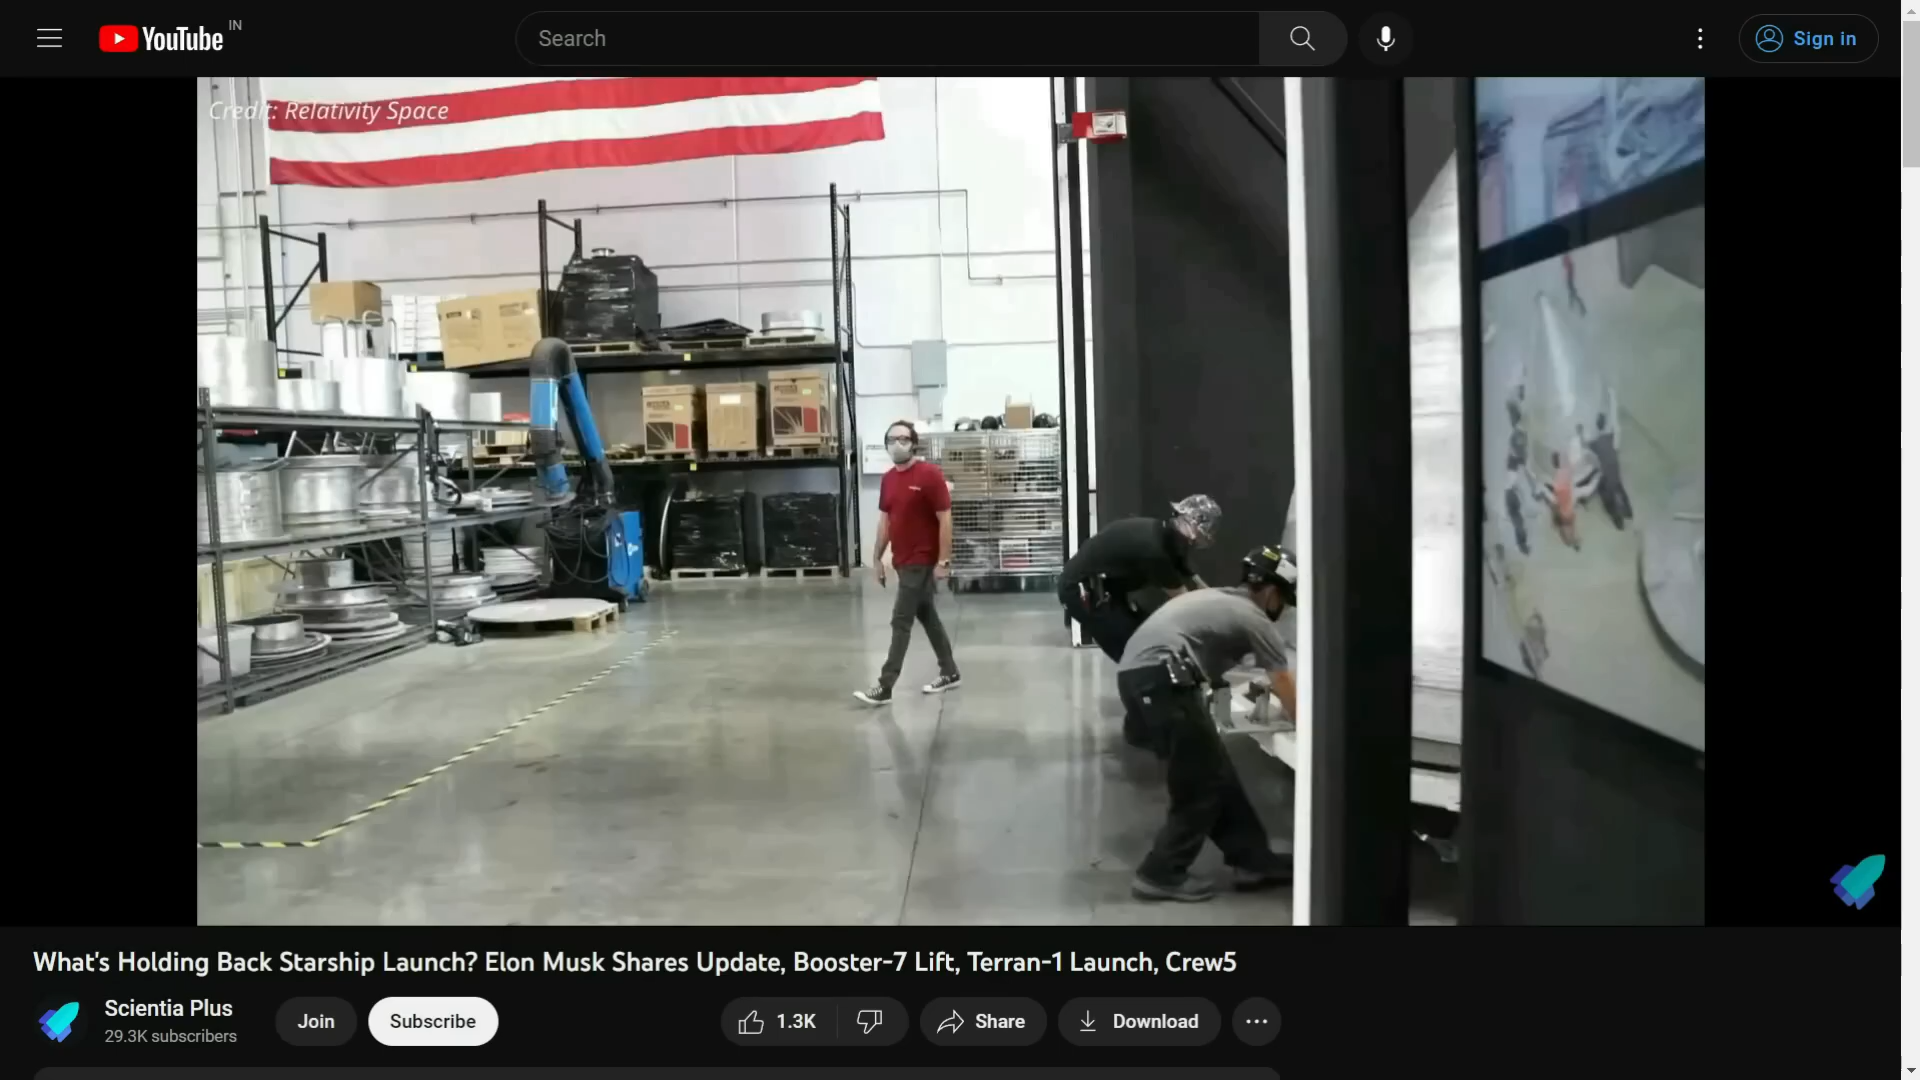 YouTube IN
Search
Sign in
Credit: Relativity Space
What's Holding Back Starship Launch? Elon Musk Shares Update, Booster-7 Lift, Terran-1 Launch, Crew5
Scientia Plus
29.3K subscribers
Join
Subscribe
1.3K
Share
Download